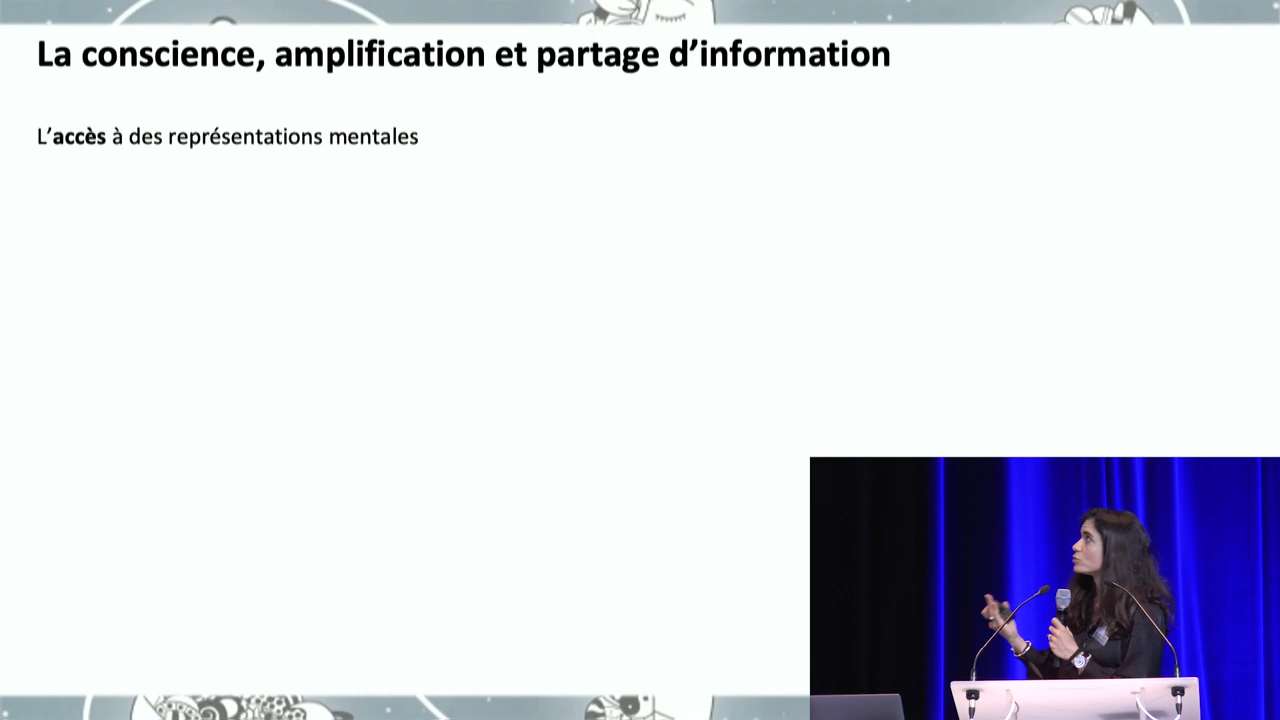 La conscience, amplification et partage d’information
L’accès à des représentations mentales